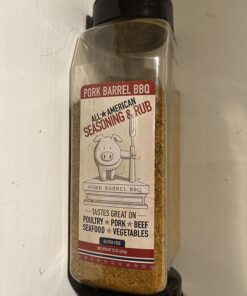 PORK BARREL BBQ
ALL★AMERICAN
SEASONING & RUB
PORK BARREL BBQ
TASTES GREAT ON
POULTRY ★ PORK ★ BEEF
SEAFOOD ★ VEGETABLES
GLUTEN FREE